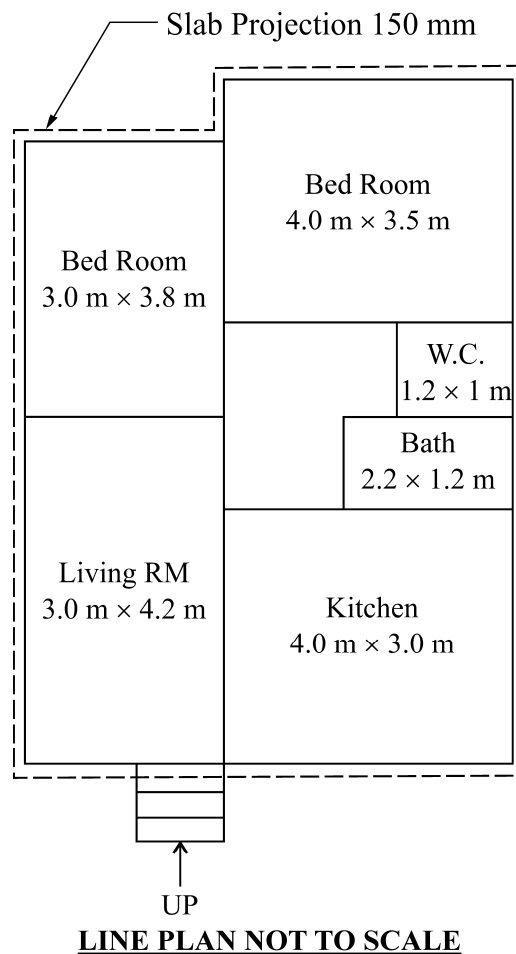 Slab Projection 150 mm
Bed Room
4.0 m × 3.5 m
Bed Room
3.0 m × 3.8 m
W.C.
1.2 × 1 m
Bath
2.2 × 1.2 m
Living RM
3.0 m × 4.2 m
Kitchen
4.0 m × 3.0 m
UP
LINE PLAN NOT TO SCALE